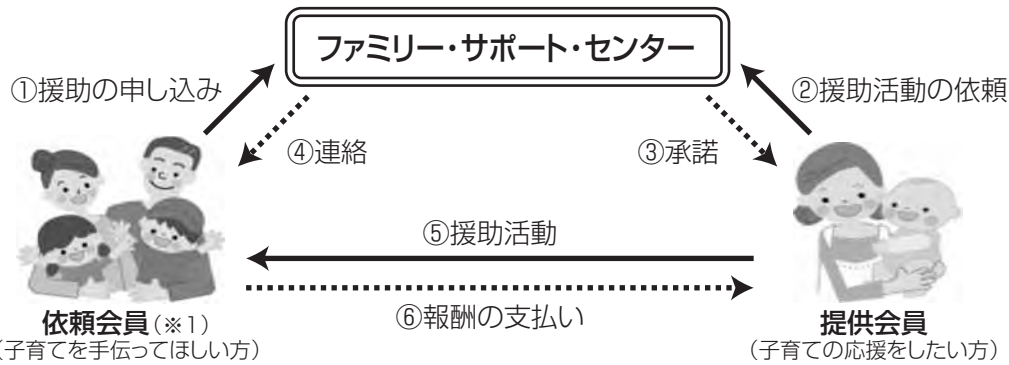 ファミリー・サポート・センター
①援助の申し込み
②援助活動の依頼
④連絡
③承諾
⑤援助活動
⑥報酬の支払い
依頼会員(※1)
(子育てを手伝ってほしい方)
提供会員
(子育ての応援をしたい方)